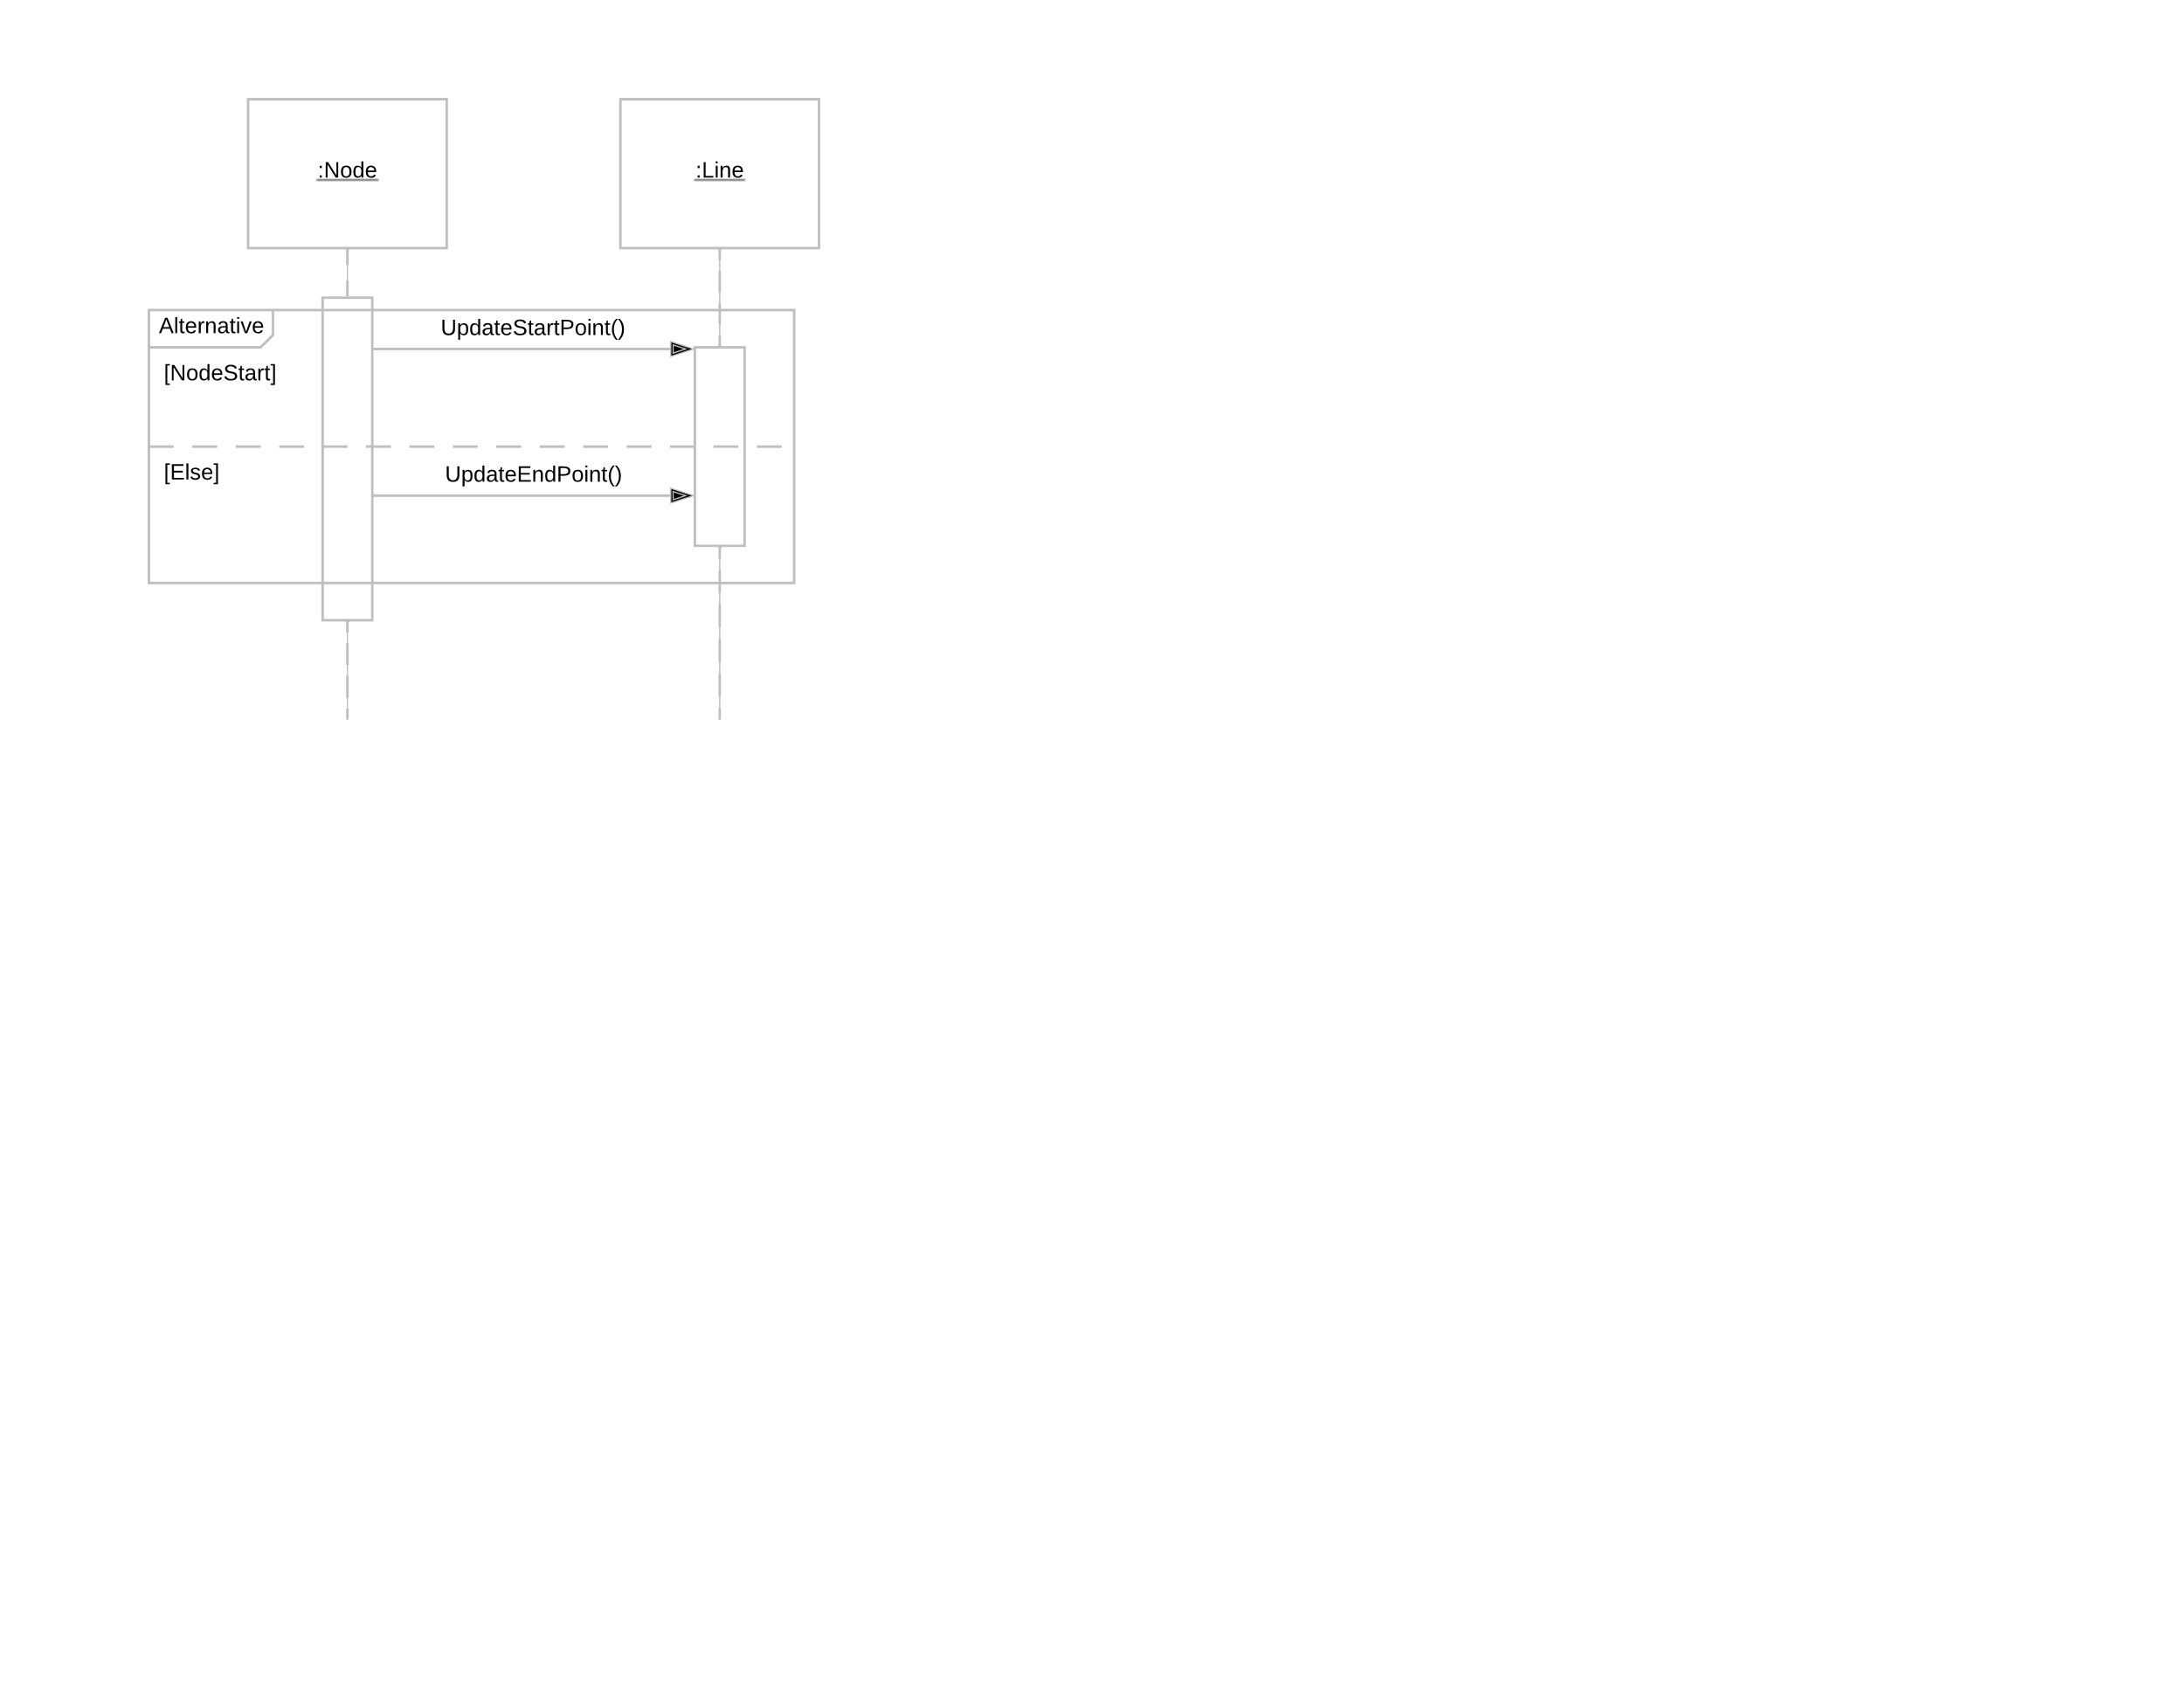 :Node
:Line
Alternative
UpdateStartPoint()
[NodeStart]
[Else]
UpdateEndPoint()